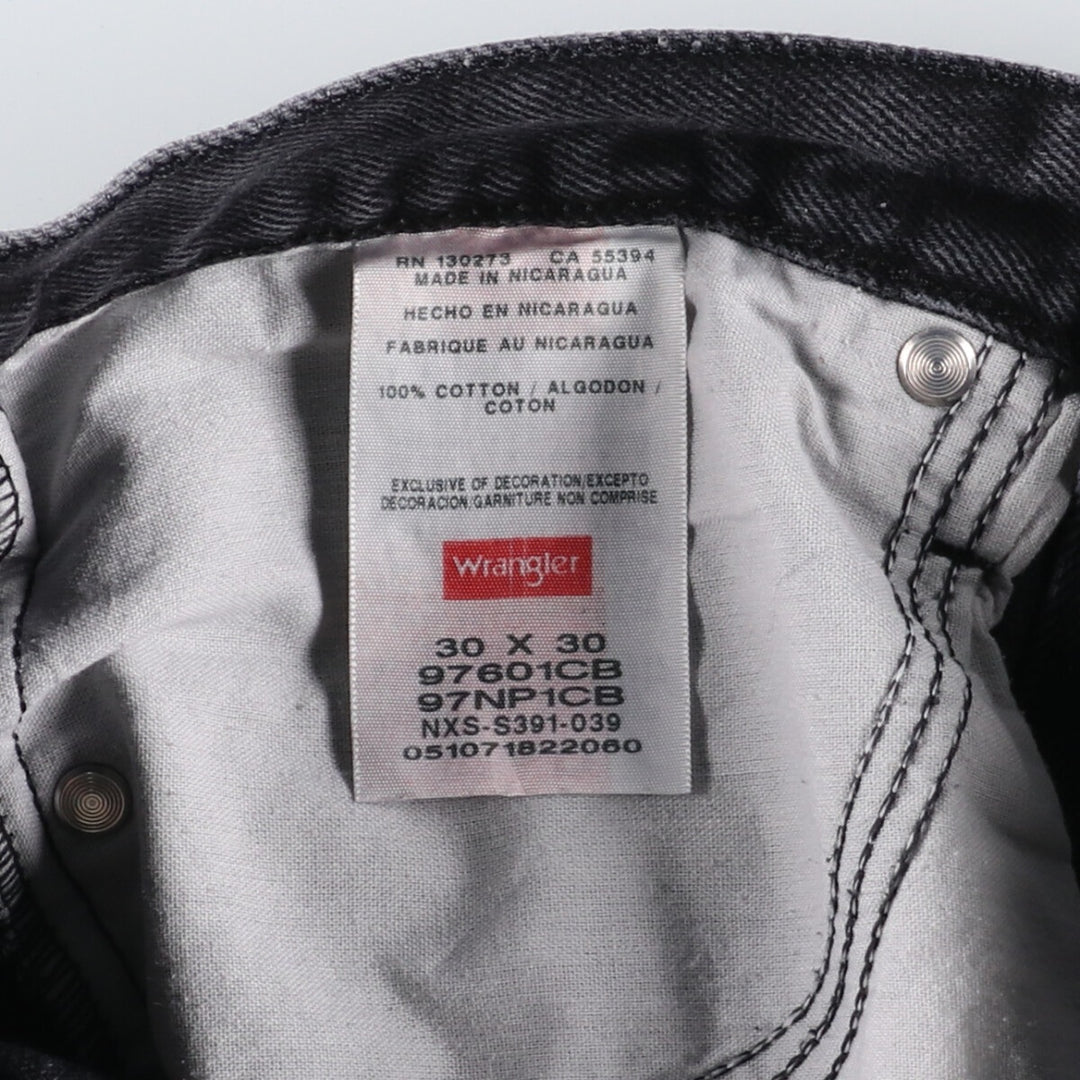 RN 130273 CA 55394
MADE IN NICARAGUA
HECHO EN NICARAGUA
FABRIQUE AU NICARAGUA
100% COTTON / ALGODON /
COTON
EXCLUSIVE OF DECORATION/EXCEPTO
DECORACION/GARNITURE NON COMPRISE
Wrangler
30 X 30
97601CB
97NP1CB
NXS-S391-039
051071822060